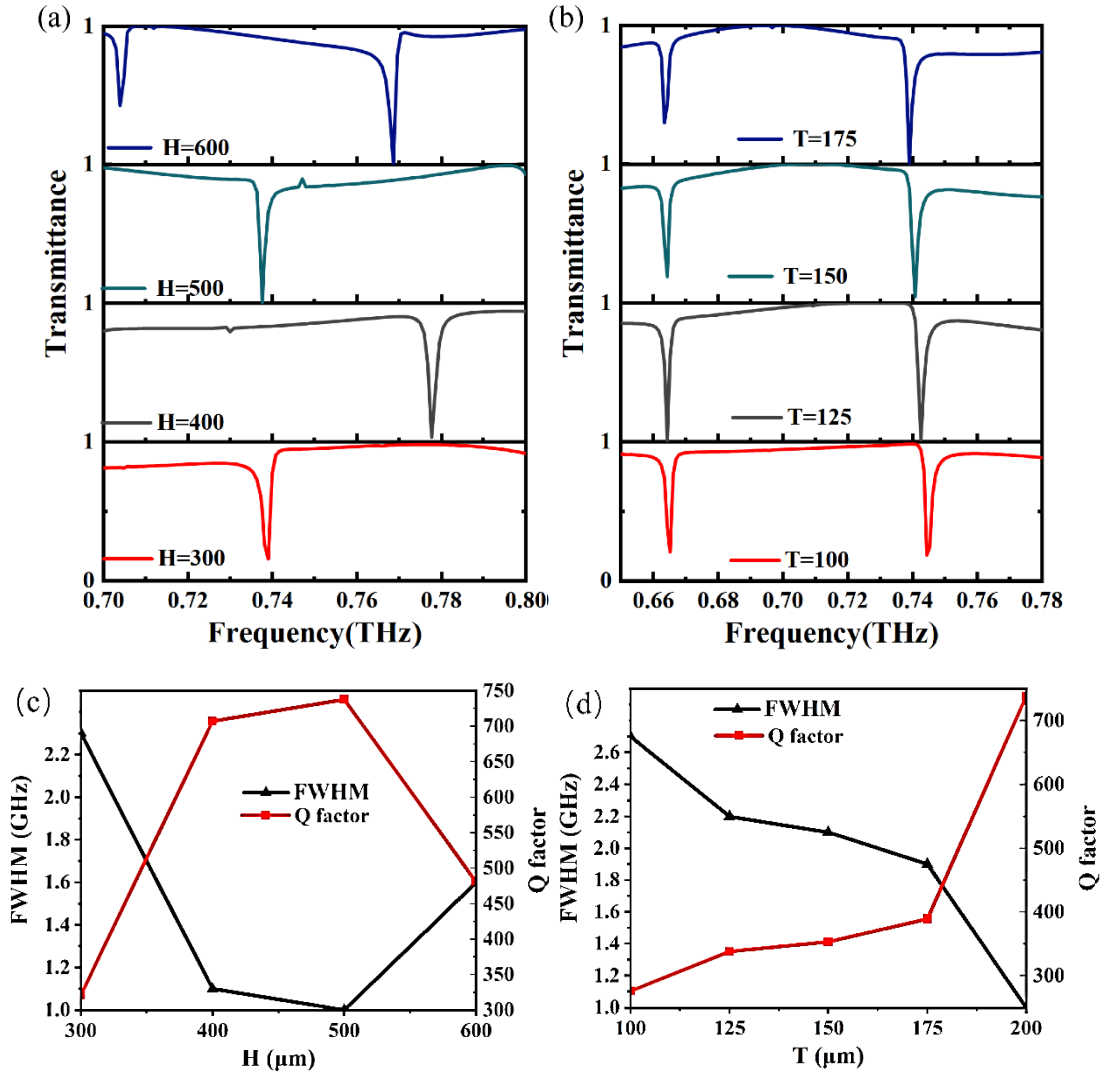 (a)
Transmittance
1
H=600
1
H=500
1
H=400
1
H=300
0
0.70 0.72 0.74 0.76 0.78 0.80
Frequency(THz)
(b)
Transmittance
1
T=175
1
T=150
1
T=125
1
T=100
0
0.66 0.68 0.70 0.72 0.74 0.76 0.78
Frequency(THz)
(c)
FWHM (GHz)
2.2
2.0
1.8
1.6
1.4
1.2
1.0
FWHM
Q factor
750
700
650
600
550
500
450
400
350
300
Q factor
300 400 500 600
H (μm)
(d)
FWHM (GHz)
2.6
2.4
2.2
2.0
1.8
1.6
1.4
1.2
1.0
FWHM
Q factor
700
600
500
400
300
Q factor
100 125 150 175 200
T (μm)